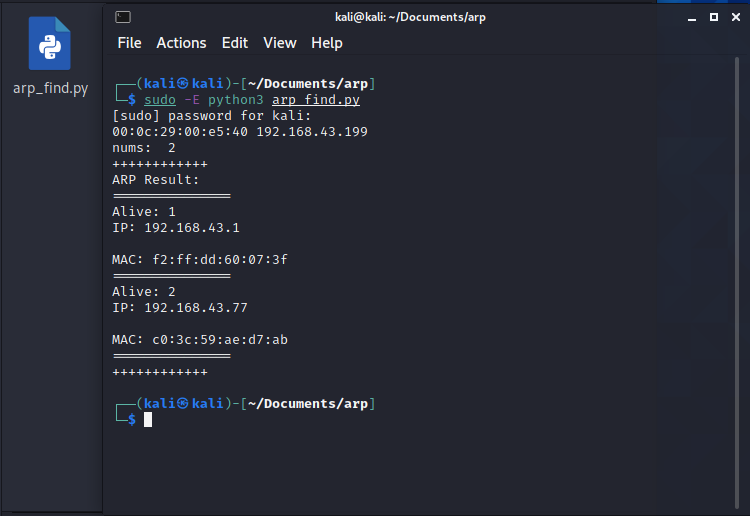 arp_find.py
kali@kali: ~/Documents/arp
File Actions Edit View Help
┌──(kali㉿kali)-[~/Documents/arp]
└─$ sudo -E python3 arp_find.py
[sudo] password for kali:
00:0c:29:00:e5:40 192.168.43.199
nums:  2
++++++++++++
ARP Result:
===============
Alive: 1
IP: 192.168.43.1
MAC: f2:ff:dd:60:07:3f
===============
Alive: 2
IP: 192.168.43.77
MAC: c0:3c:59:ae:d7:ab
===============
++++++++++++
┌──(kali㉿kali)-[~/Documents/arp]
└─$